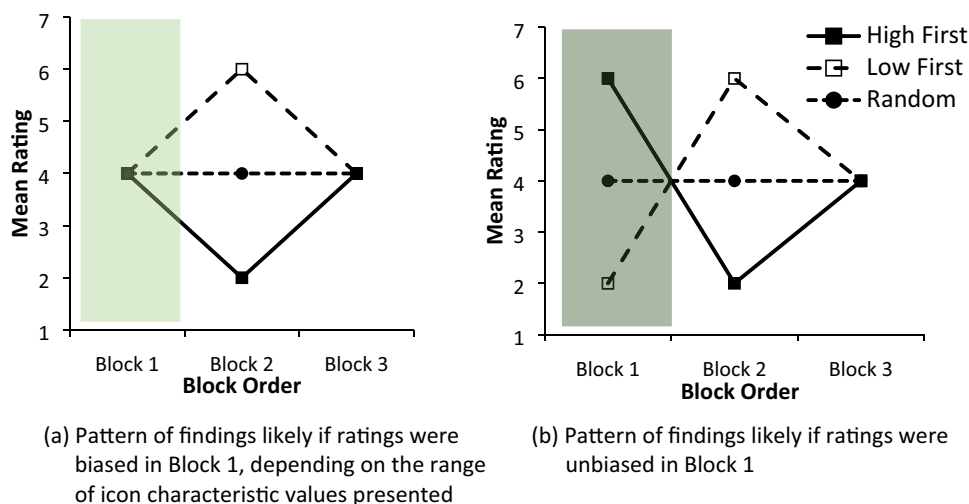 7
6
5
4
3
2
1
Mean Rating
Block 1 Block 2 Block 3
Block Order
(a) Pattern of findings likely if ratings were
biased in Block 1, depending on the range
of icon characteristic values presented
7
6
5
4
3
2
1
Mean Rating
Block 1 Block 2 Block 3
Block Order
High First
Low First
Random
(b) Pattern of findings likely if ratings were
unbiased in Block 1